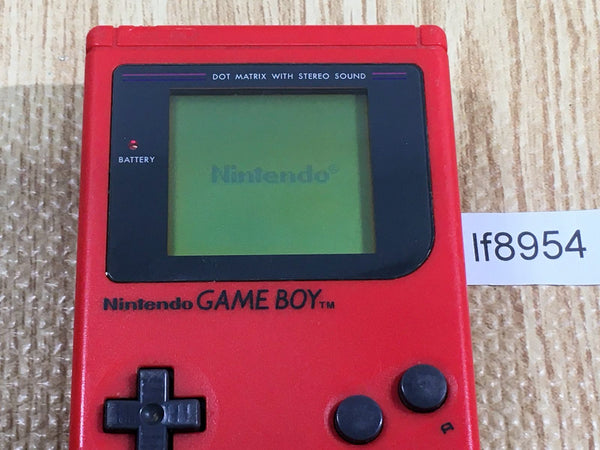 DOT MATRIX WITH STEREO SOUND
BATTERY
Nintendo®
lf8954
Nintendo GAME BOY™
A